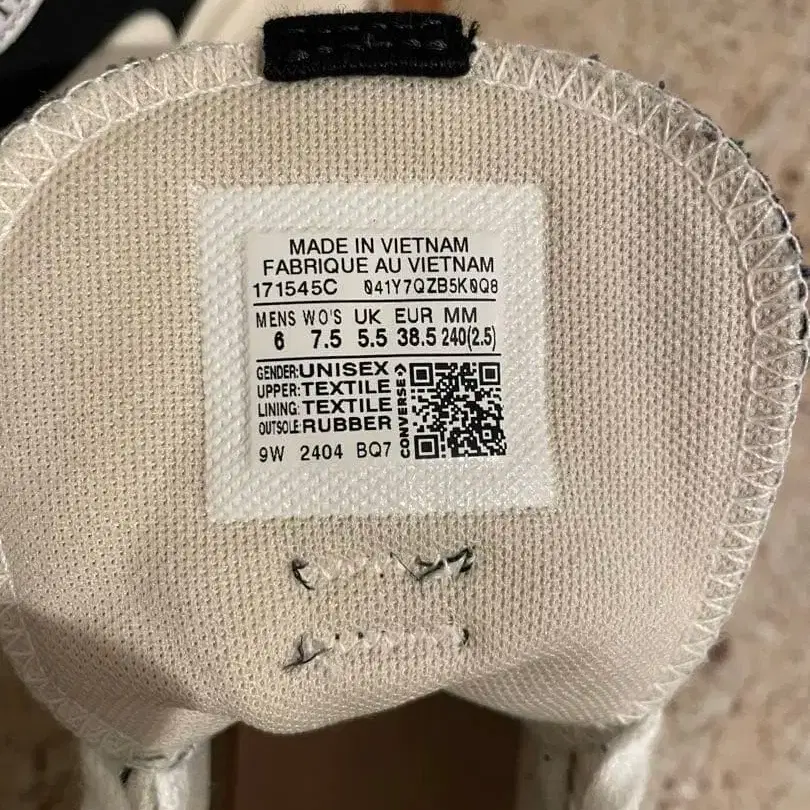 MADE IN VIETNAM
FABRIQUE AU VIETNAM
171545C 041Y7QZB5K0Q8
MENS WO'S UK EUR MM
6 7.5 5.5 38.5 240(2.5)
GENDER:UNISEX
UPPER:TEXTILE
LINING:TEXTILE
OUTSOLE:RUBBER
CONVERSE
9W 2404 BQ7